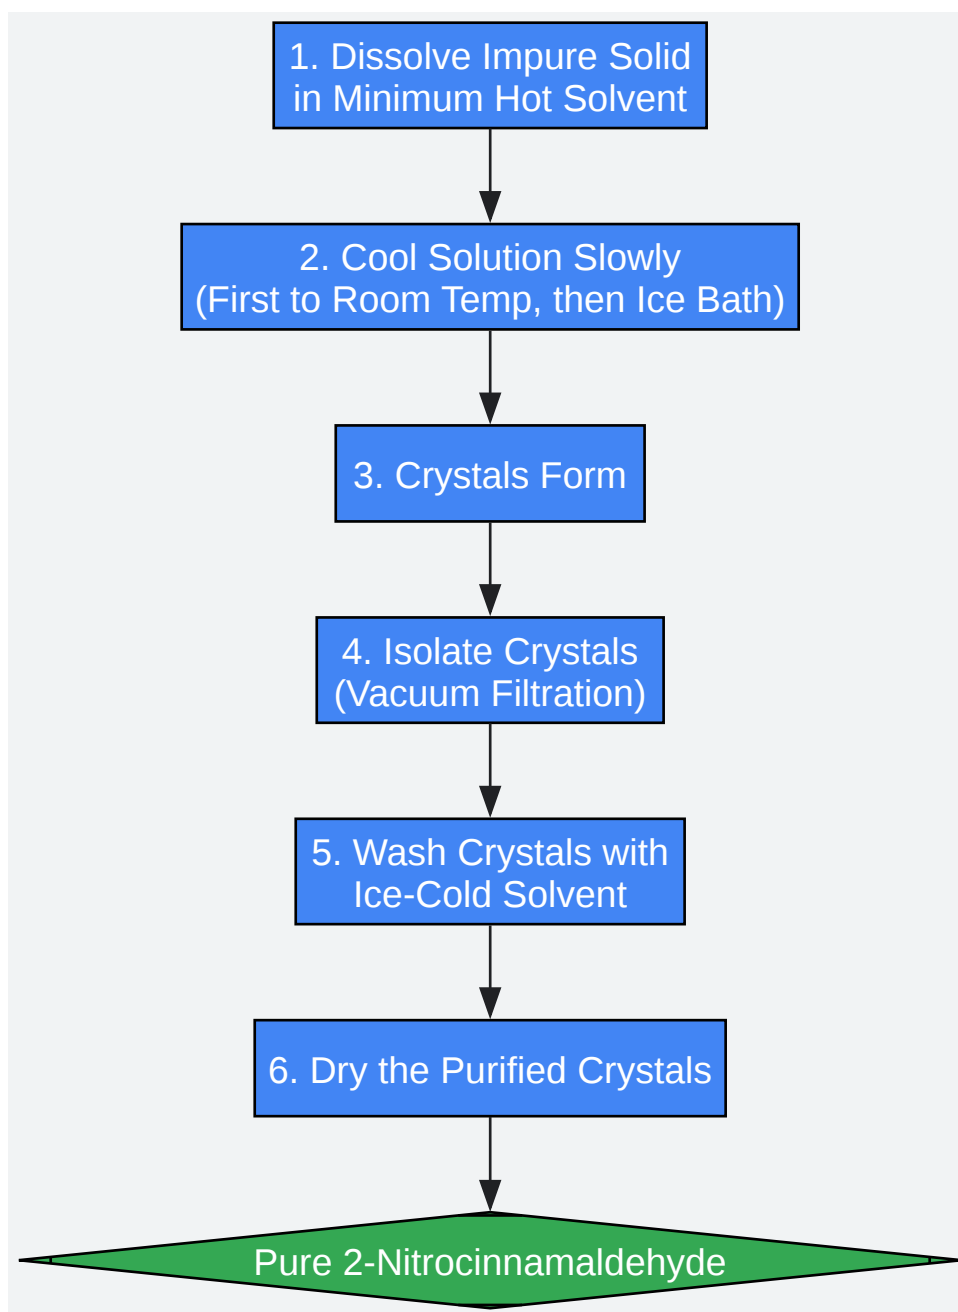 1. Dissolve Impure Solid
in Minimum Hot Solvent
2. Cool Solution Slowly
(First to Room Temp, then Ice Bath)
3. Crystals Form
4. Isolate Crystals
(Vacuum Filtration)
5. Wash Crystals with
Ice-Cold Solvent
6. Dry the Purified Crystals
Pure 2-Nitrocinnamaldehyde